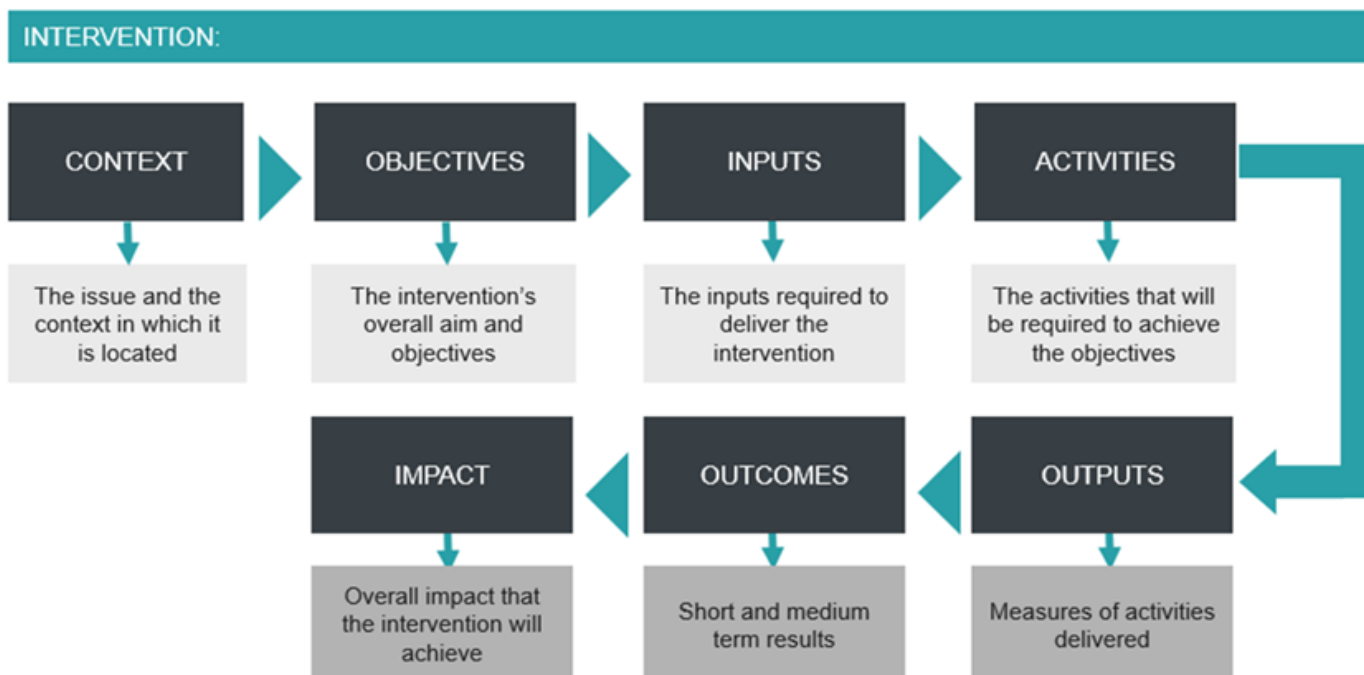 INTERVENTION:
CONTEXT
OBJECTIVES
INPUTS
ACTIVITIES
The issue and the
context in which it
is located
The intervention's
overall aim and
objectives
The inputs required to
deliver the
intervention
The activities that will
be required to achieve
the objectives
IMPACT
OUTCOMES
OUTPUTS
Overall impact that
the intervention will
achieve
Short and medium
term results
Measures of activities
delivered